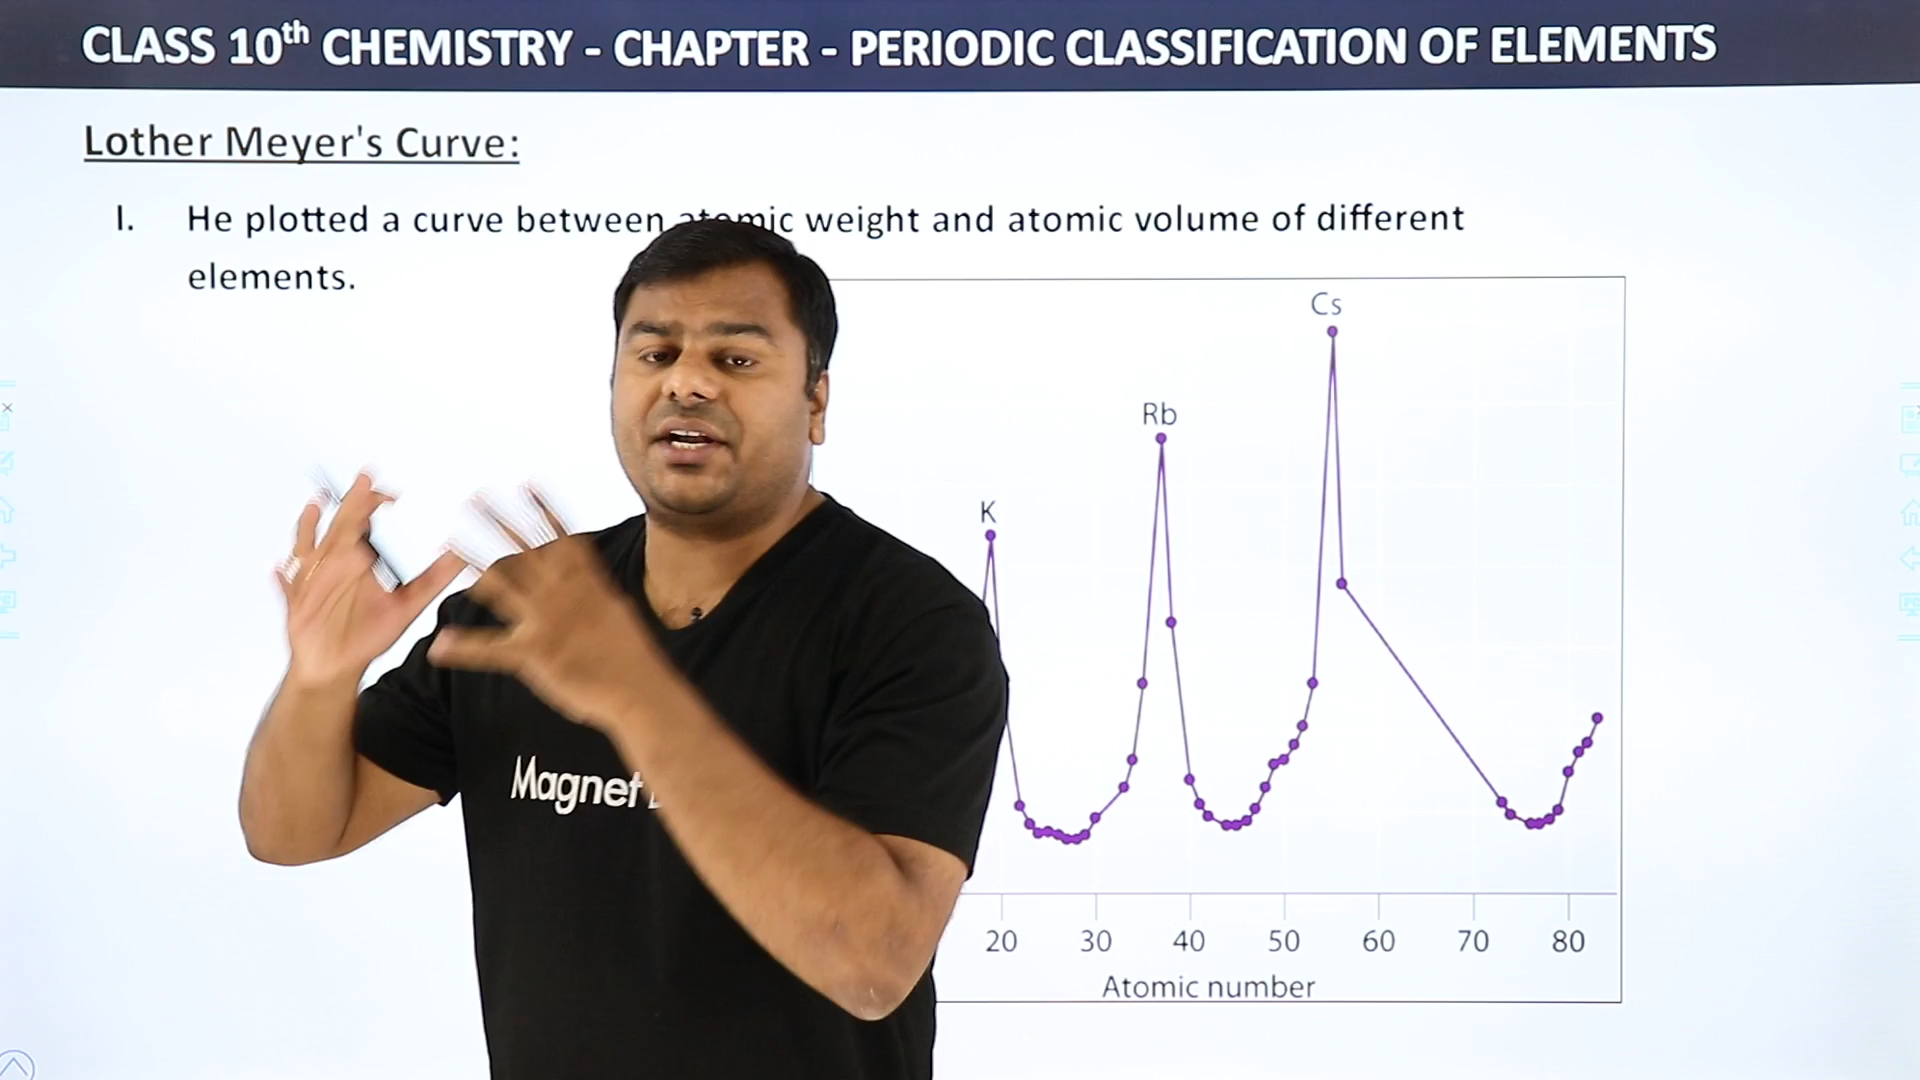 CLASS 10th CHEMISTRY - CHAPTER - PERIODIC CLASSIFICATION OF ELEMENTS
Lother Meyer's Curve:
I. He plotted a curve between atomic weight and atomic volume of different
elements.
Cs
Rb
K
Magnet
20 30 40 50 60 70 80
Atomic number